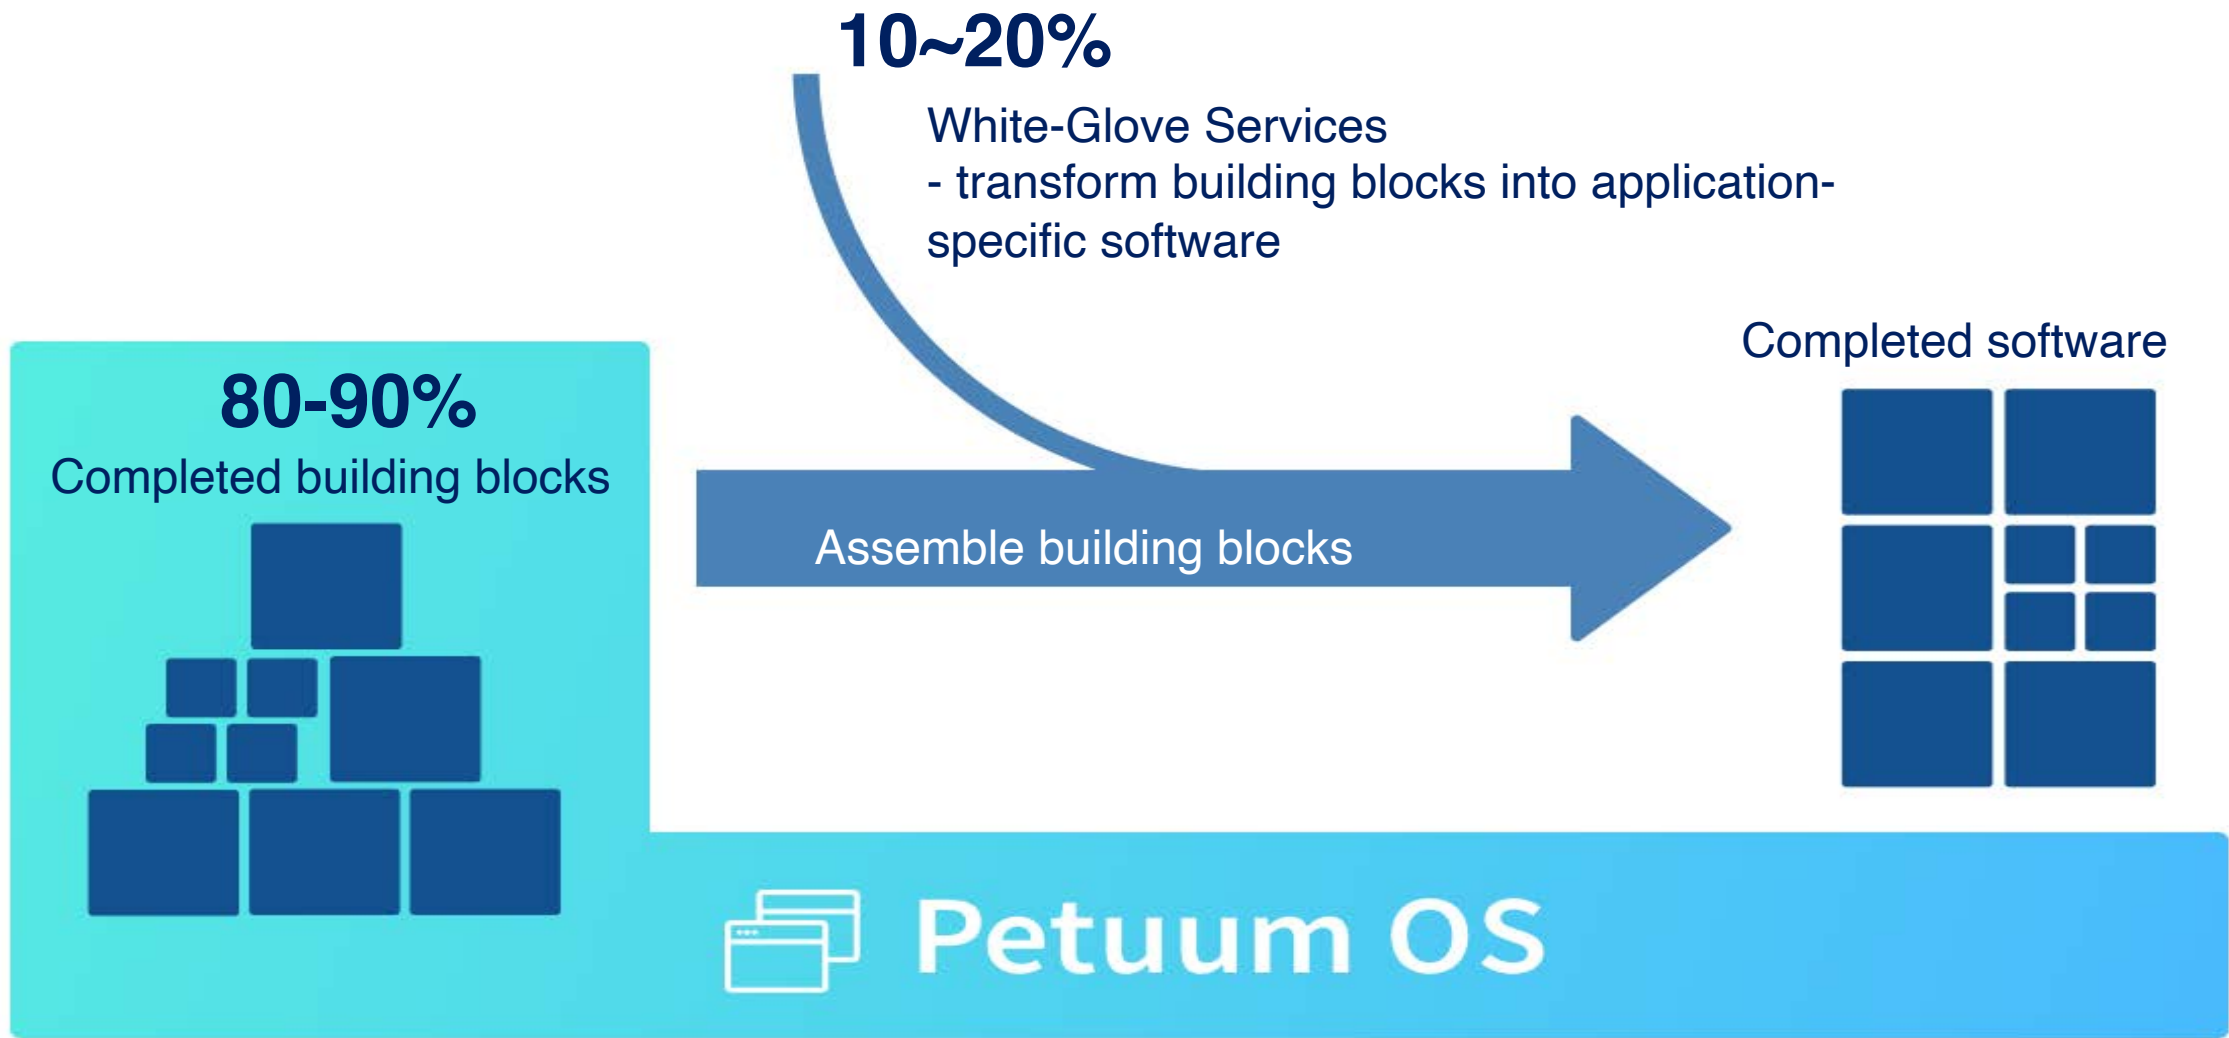 10~20%
White-Glove Services
- transform building blocks into application-
specific software
Completed software
80-90%
Completed building blocks
Assemble building blocks
Petuum OS